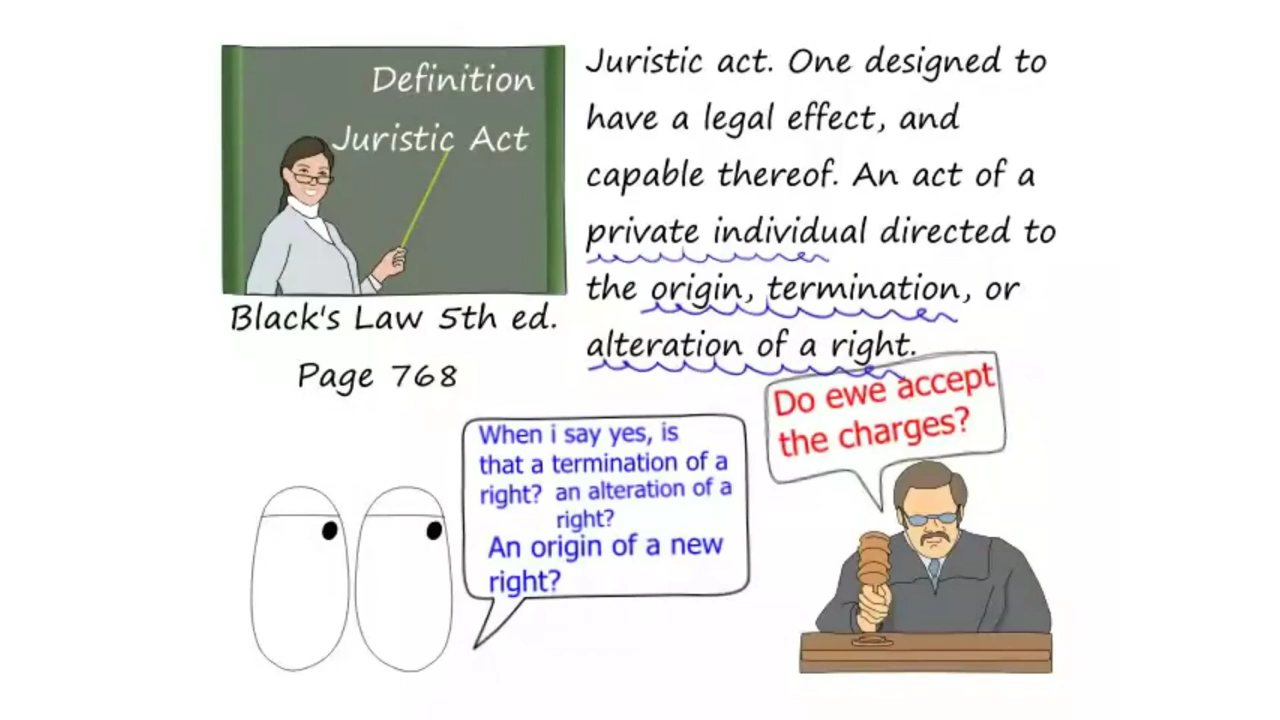 Definition
Juristic Act
Black's Law 5th ed.
Page 768
Juristic act. One designed to
have a legal effect, and
capable thereof. An act of a
private individual directed to
the origin, termination, or
alteration of a right.
Do ewe accept
the charges?
When i say yes, is
that a termination of a
right? an alteration of a
right?
An origin of a new
right?